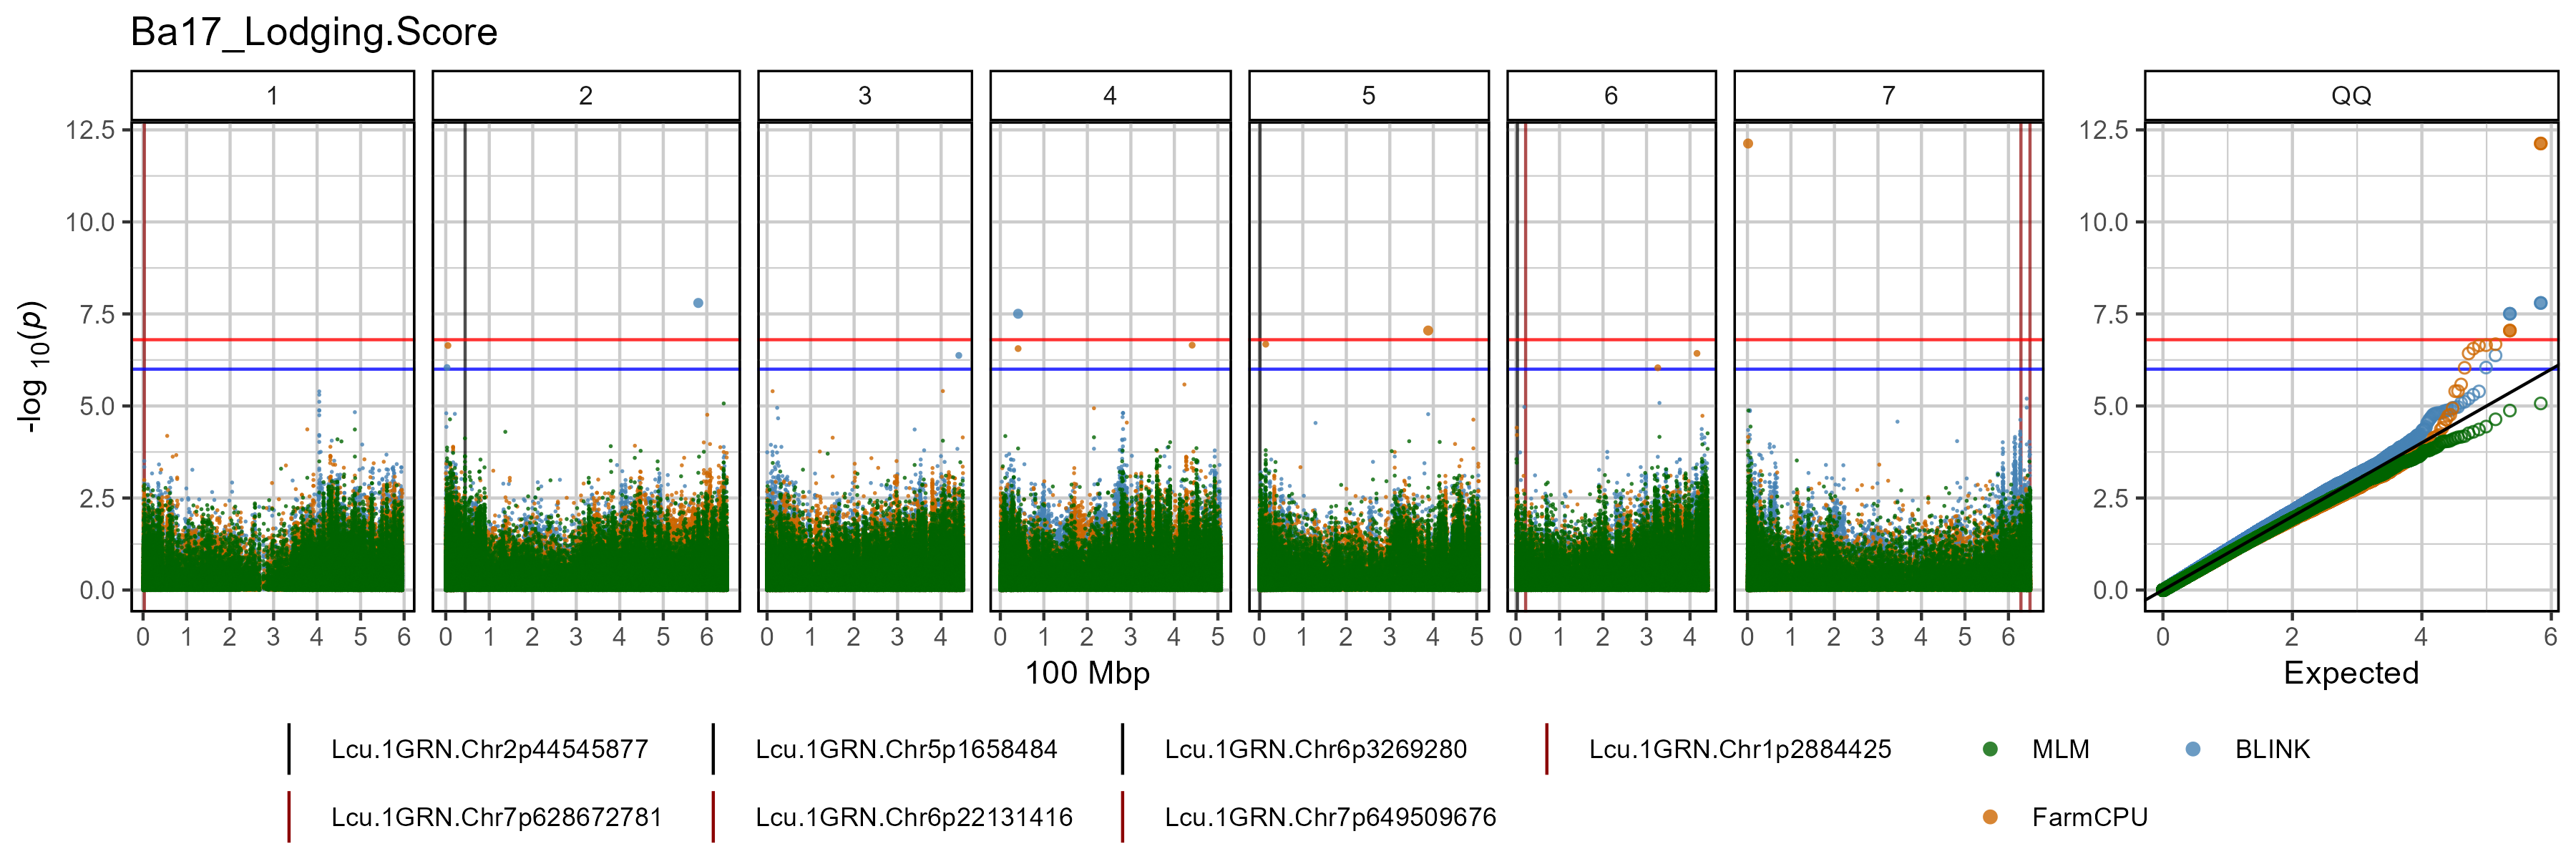 Ba17_Lodging.Score
1 2 3 4 5 6 7 QQ
12.5 12.5
10.0 10.0
7.5 7.5
5.0 5.0
2.5 2.5
0.0 0.0
-log 10(p)
0 1 2 3 4 5 6 0 1 2 3 4 5 6 0 1 2 3 4 0 1 2 3 4 5 0 1 2 3 4 5 0 1 2 3 4 0 1 2 3 4 5 6 0 2 4 6
100 Mbp Expected
Lcu.1GRN.Chr2p44545877 Lcu.1GRN.Chr5p1658484 Lcu.1GRN.Chr6p3269280 Lcu.1GRN.Chr1p2884425 MLM BLINK
Lcu.1GRN.Chr7p628672781 Lcu.1GRN.Chr6p22131416 Lcu.1GRN.Chr7p649509676 FarmCPU